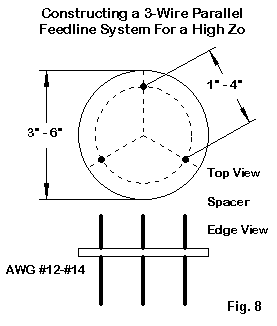 Constructing a 3-Wire Parallel
Feedline System For a High Zo
1" - 4"
3" - 6"
Top View
Spacer
Edge View
AWG #12-#14
Fig. 8